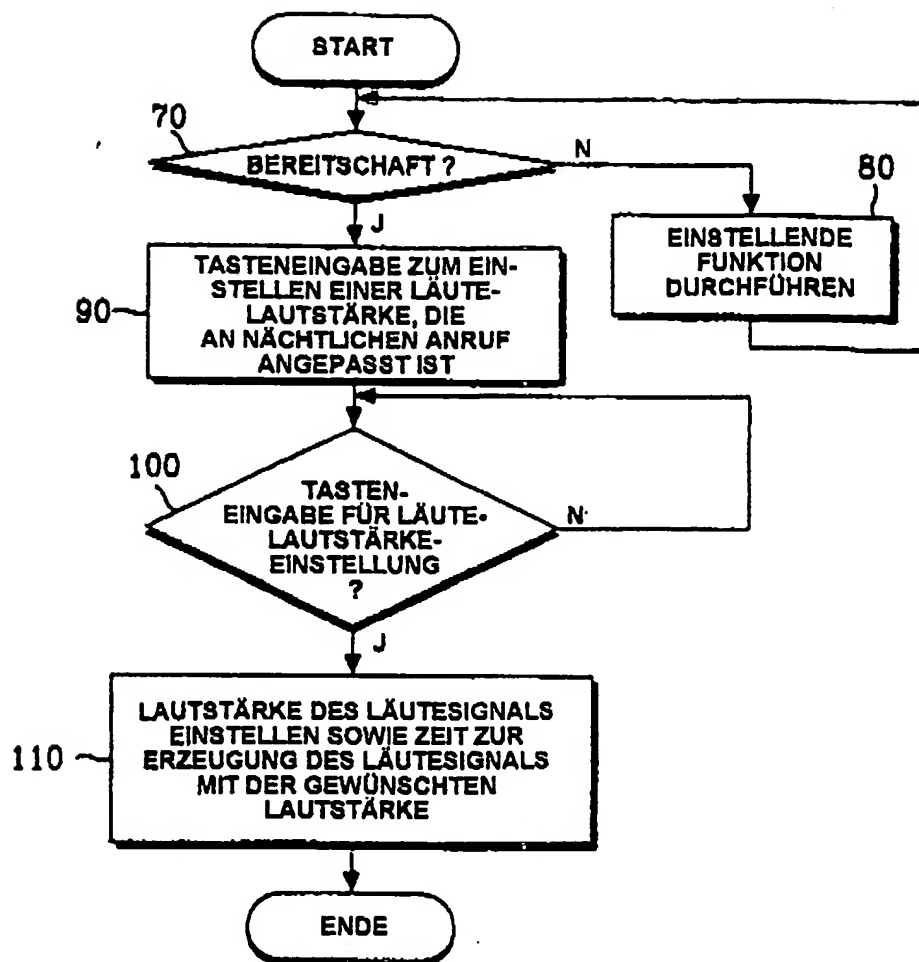 START
70
BEREITSCHAFT ?
N
80
J
EINSTELLENDE
FUNKTION
DURCHFÜHREN
90
TASTENEINGABE ZUM EIN-
STELLEN EINER LÄUTE-
LAUTSTÄRKE, DIE
AN NÄCHTLICHEN ANRUF
ANGEPASST IST
100
TASTEN-
EINGABE FÜR LÄUTE-
LAUTSTÄRKE-
EINSTELLUNG
?
N
J
110
LAUTSTÄRKE DES LÄUTESIGNALS
EINSTELLEN SOWIE ZEIT ZUR
ERZEUGUNG DES LÄUTESIGNALS
MIT DER GEWÜNSCHTEN
LAUTSTÄRKE
ENDE